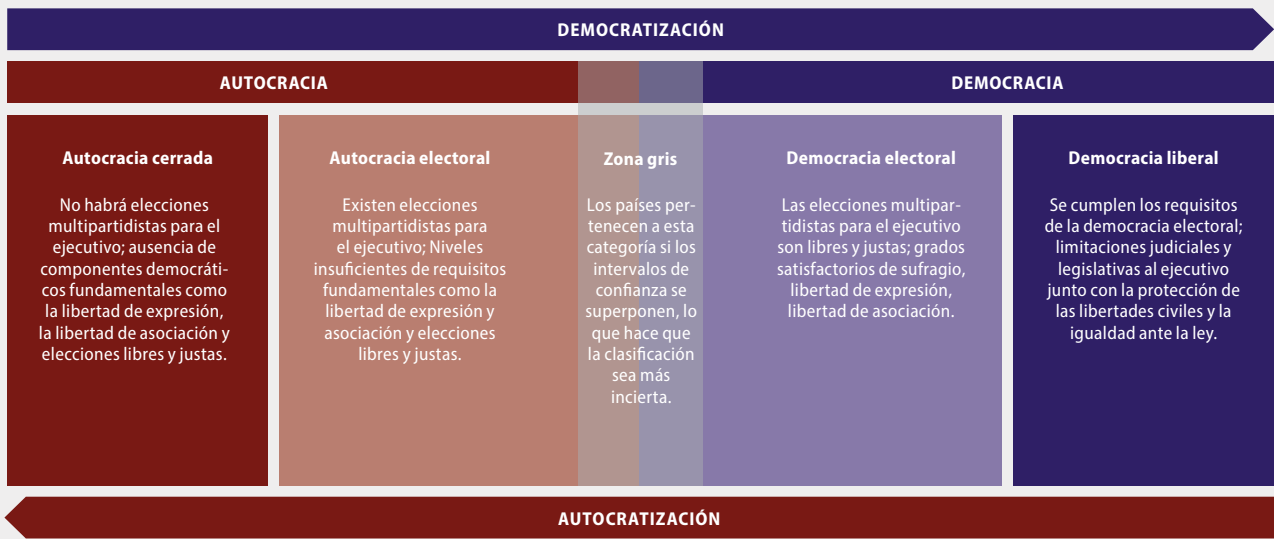 DEMOCRATIZACIÓN
AUTOCRACIA
DEMOCRACIA
Autocracia cerrada
No habrá elecciones
multipartidistas para el
ejecutivo; ausencia de
componentes democráti-
cos fundamentales como
la libertad de expresión,
la libertad de asociación y
elecciones libres y justas.
Autocracia electoral
Existen elecciones
multipartidistas para
el ejecutivo; Niveles
insuficientes de requisitos
fundamentales como la
libertad de expresión y
asociación y elecciones
libres y justas.
Zona gris
Los países per-
tenecen a esta
categoría si los
intervalos de
confianza se
superponen, lo
que hace que
la clasificación
sea más
incierta.
Democracia electoral
Las elecciones multipar-
tidistas para el ejecutivo
son libres y justas; grados
satisfactorios de sufragio,
libertad de expresión,
libertad de asociación.
Democracia liberal
Se cumplen los requisitos
de la democracia electoral;
limitaciones judiciales y
legislativas al ejecutivo
junto con la protección de
las libertades civiles y la
igualdad ante la ley.
AUTOCRATIZACIÓN